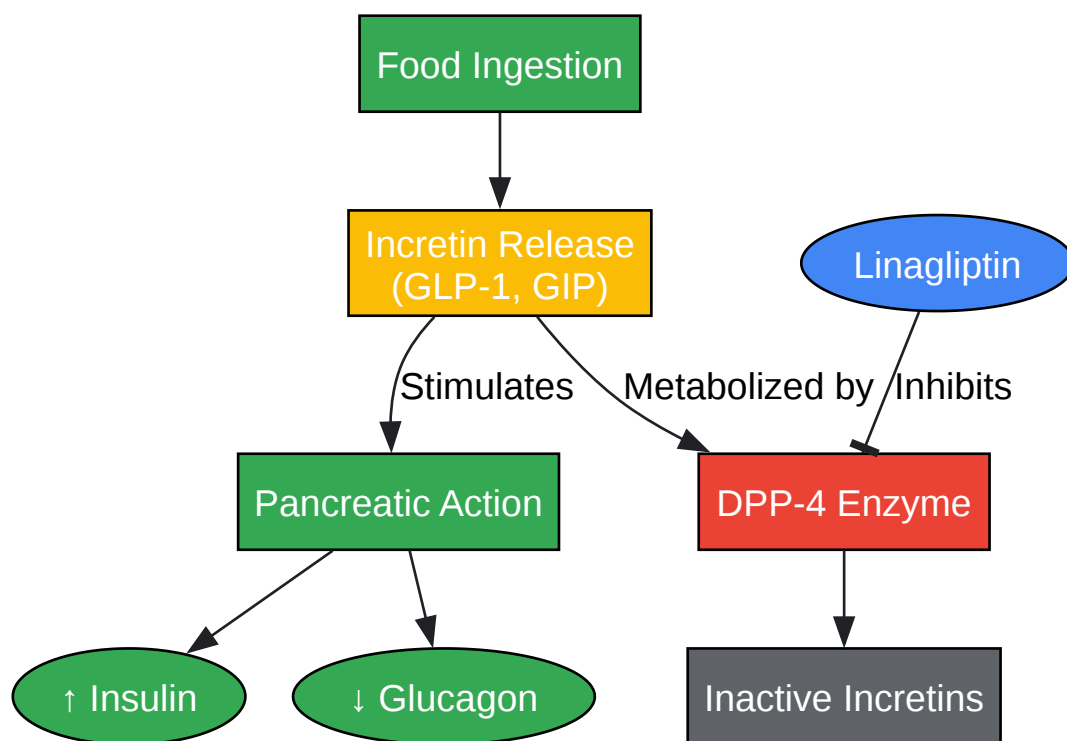 Food Ingestion
Incretin Release
(GLP-1, GIP)
Linagliptin
Stimulates
Metabolized by
Inhibits
Pancreatic Action
DPP-4 Enzyme
↑ Insulin
↓ Glucagon
Inactive Incretins